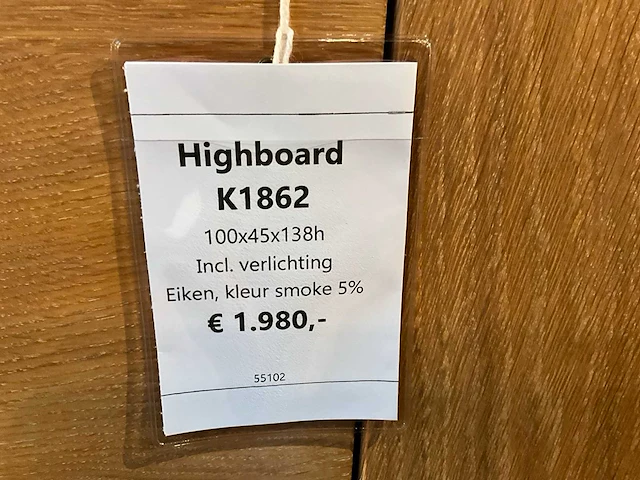 Highboard
K1862
100x45x138h
Incl. verlichting
Eiken, kleur smoke 5%
€ 1.980,-
55102